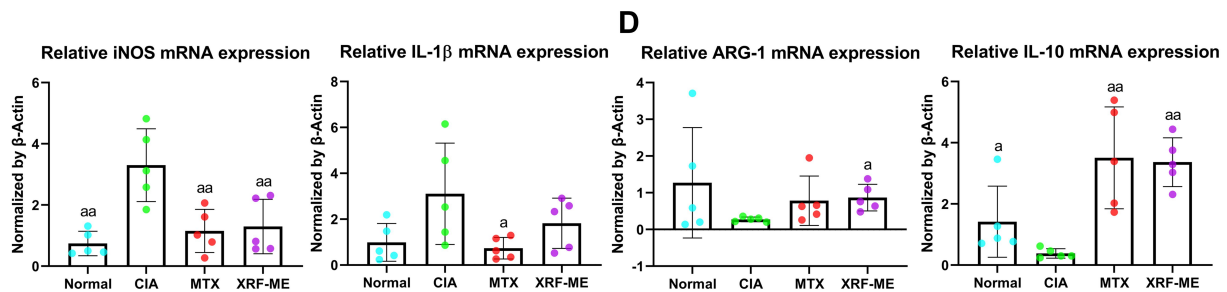 D
Relative iNOS mRNA expression
Normalized by β-Actin
6
4
2
0
aa
aa
aa
Normal
CIA
MTX
XRF-ME
Relative IL-1β mRNA expression
Normalized by β-Actin
8
6
4
2
0
a
Normal
CIA
MTX
XRF-ME
Relative ARG-1 mRNA expression
Normalized by β-Actin
4
3
2
1
0
-1
a
Normal
CIA
MTX
XRF-ME
Relative IL-10 mRNA expression
Normalized by β-Actin
6
4
2
0
a
aa
aa
Normal
CIA
MTX
XRF-ME